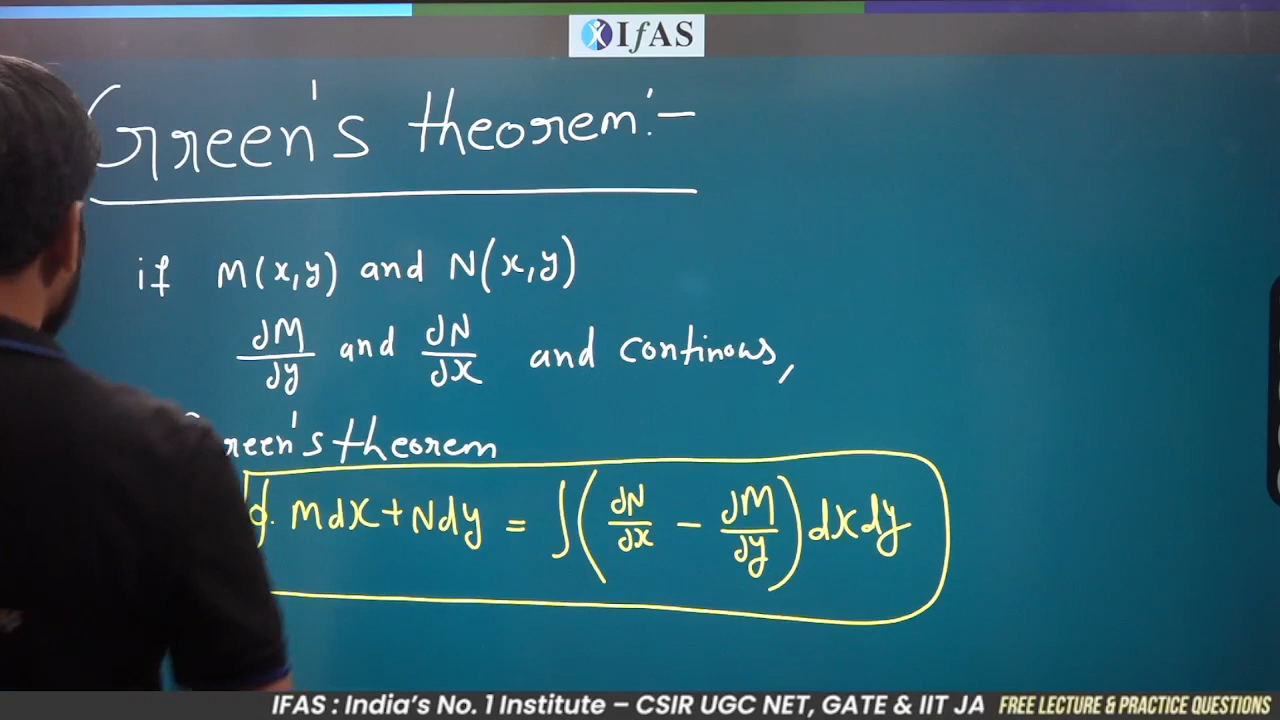 IfAS
Green's theorem:-
if M(x,y) and N(x,y)
∂M/∂y and ∂N/∂x and continous,
Green's theorem
∮. Mdx+Ndy = ∫(∂N/∂x - ∂M/∂y)dxdy
IFAS : India's No. 1 Institute – CSIR UGC NET, GATE & IIT JA FREE LECTURE & PRACTICE QUESTIONS